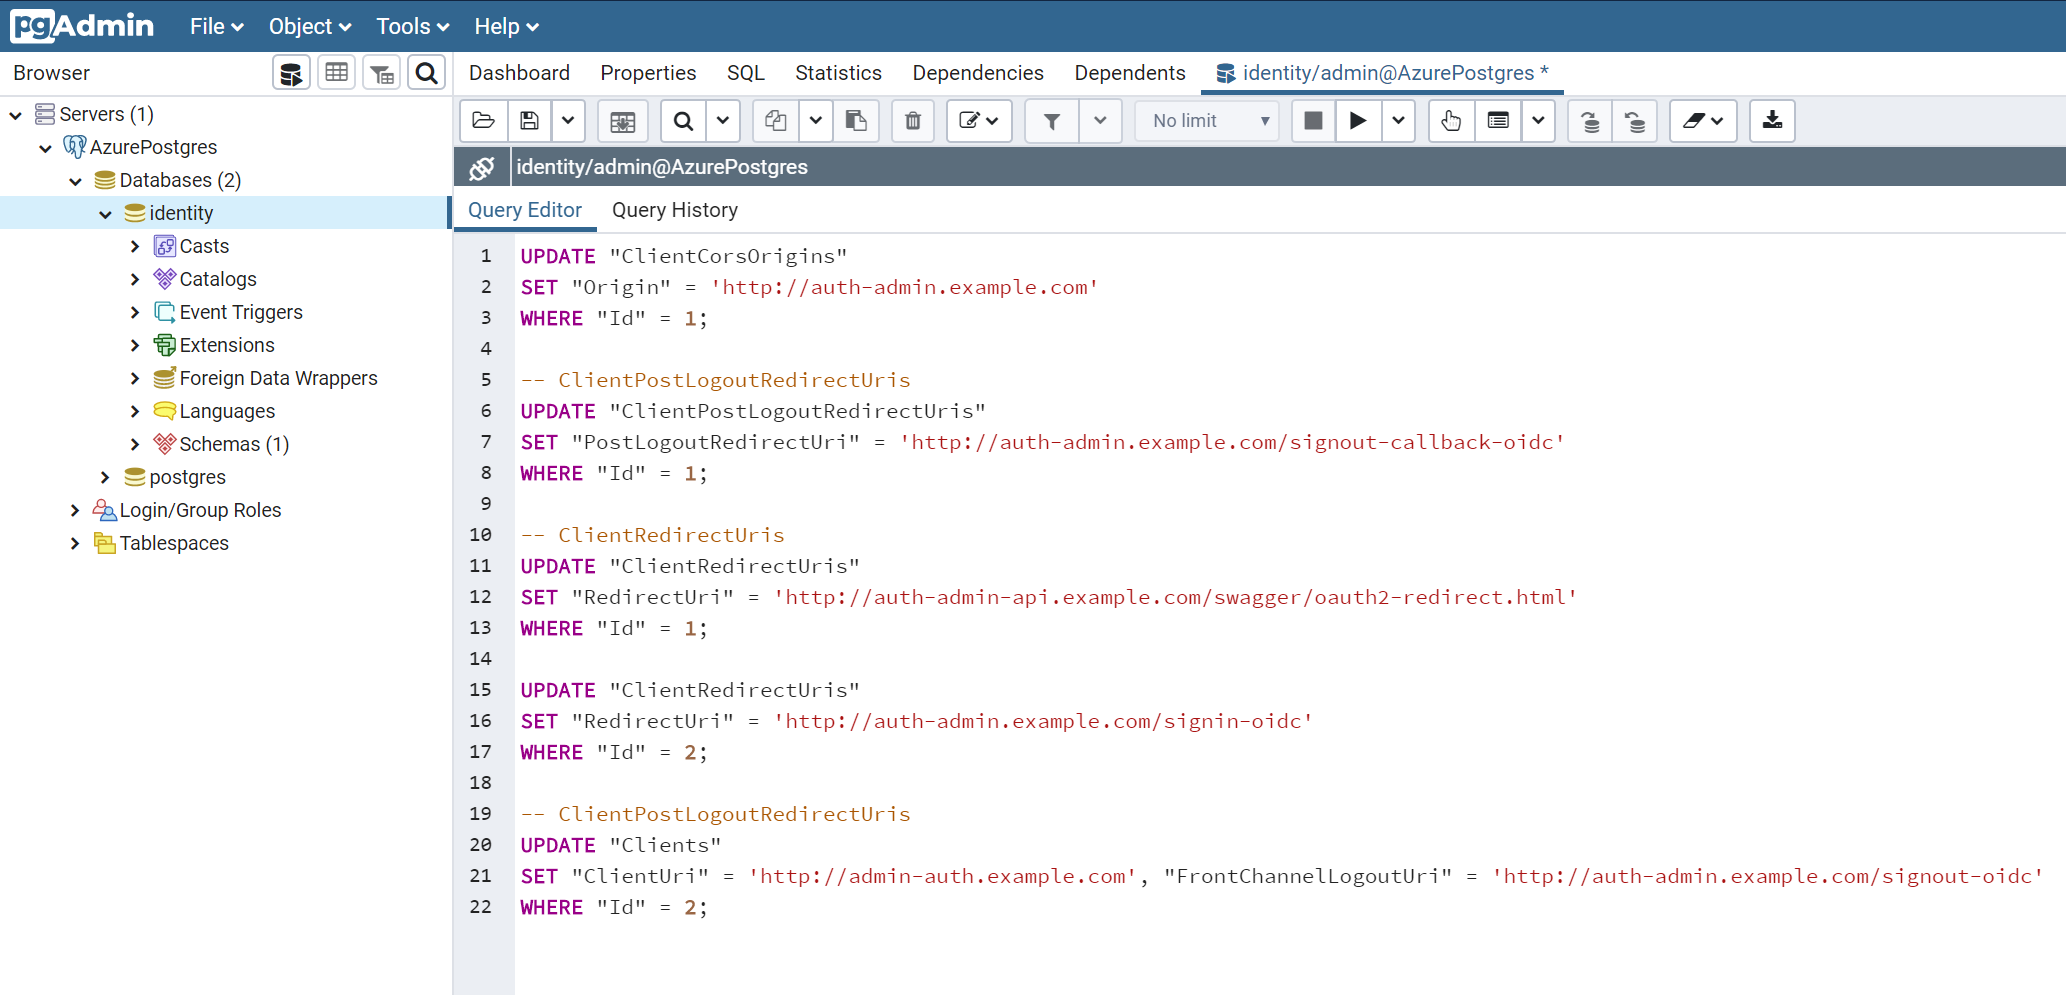 pgAdmin File Object Tools Help
Browser
Dashboard Properties SQL Statistics Dependencies Dependents identity/admin@AzurePostgres *
Servers (1)
AzurePostgres
Databases (2)
identity
Casts
Catalogs
Event Triggers
Extensions
Foreign Data Wrappers
Languages
Schemas (1)
postgres
Login/Group Roles
Tablespaces
No limit
identity/admin@AzurePostgres
Query Editor Query History
1 UPDATE "ClientCorsOrigins"
2 SET "Origin" = 'http://auth-admin.example.com'
3 WHERE "Id" = 1;
4
5 -- ClientPostLogoutRedirectUris
6 UPDATE "ClientPostLogoutRedirectUris"
7 SET "PostLogoutRedirectUri" = 'http://auth-admin.example.com/signout-callback-oidc'
8 WHERE "Id" = 1;
9
10 -- ClientRedirectUris
11 UPDATE "ClientRedirectUris"
12 SET "RedirectUri" = 'http://auth-admin-api.example.com/swagger/oauth2-redirect.html'
13 WHERE "Id" = 1;
14
15 UPDATE "ClientRedirectUris"
16 SET "RedirectUri" = 'http://auth-admin.example.com/signin-oidc'
17 WHERE "Id" = 2;
18
19 -- ClientPostLogoutRedirectUris
20 UPDATE "Clients"
21 SET "ClientUri" = 'http://admin-auth.example.com', "FrontChannelLogoutUri" = 'http://auth-admin.example.com/signout-oidc'
22 WHERE "Id" = 2;